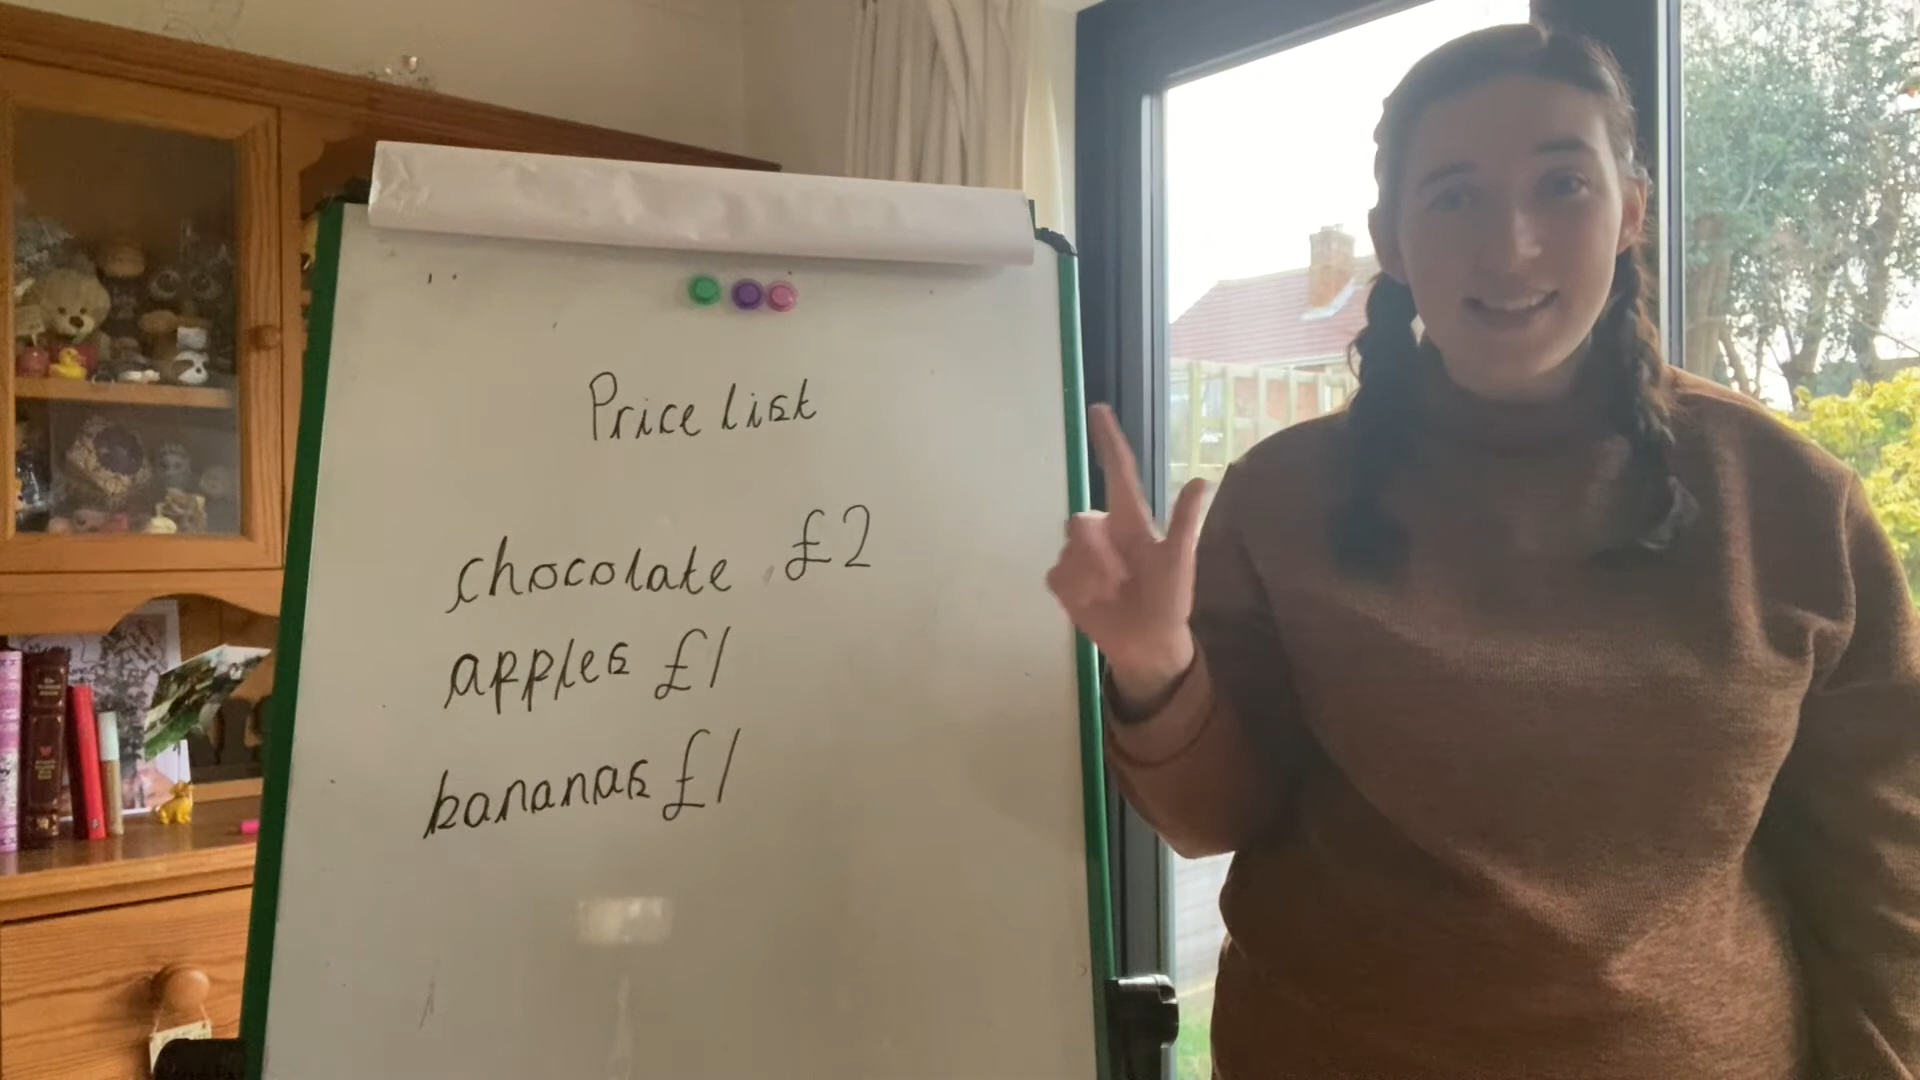 Price list
chocolate £2
apples £1
bananas £1